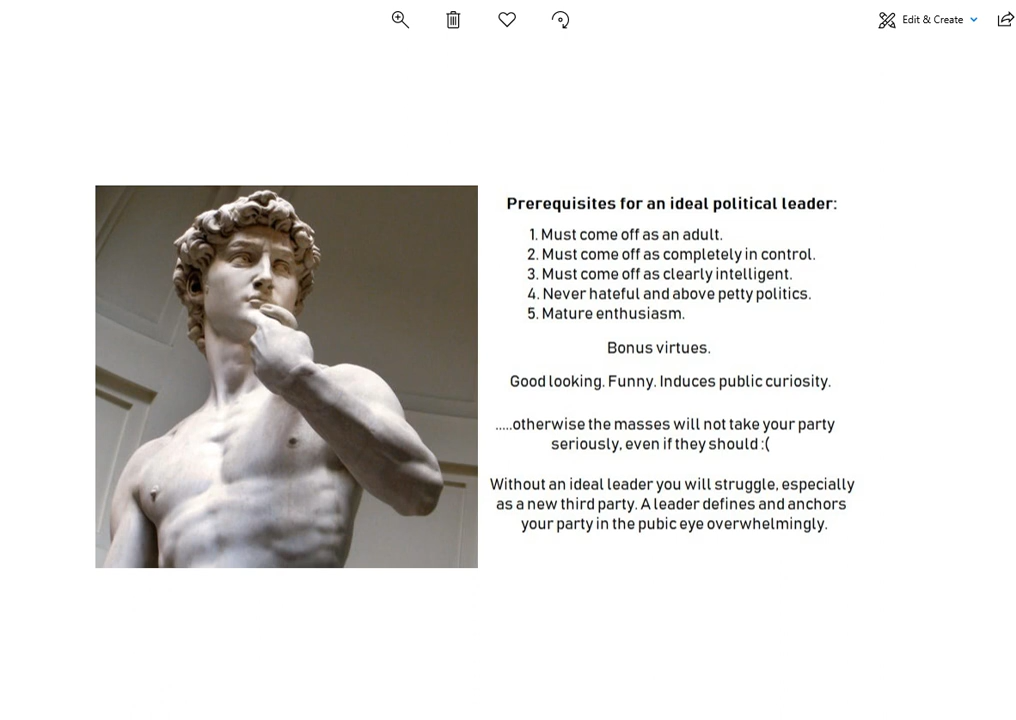 Edit & Create
Prerequisites for an ideal political leader:
1. Must come off as an adult.
2. Must come off as completely in control.
3. Must come off as clearly intelligent.
4. Never hateful and above petty politics.
5. Mature enthusiasm.
Bonus virtues.
Good looking. Funny. Induces public curiosity.
.....otherwise the masses will not take your party
seriously, even if they should :(
Without an ideal leader you will struggle, especially
as a new third party. A leader defines and anchors
your party in the pubic eye overwhelmingly.